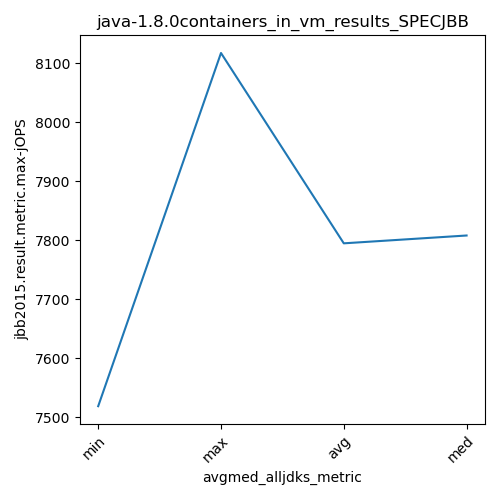 java-1.8.0containers_in_vm_results_SPECJBB
jbb2015.result.metric.max-jOPS
8100
8000
7900
7800
7700
7600
7500
min
max
avg
med
avgmed_alljdks_metric